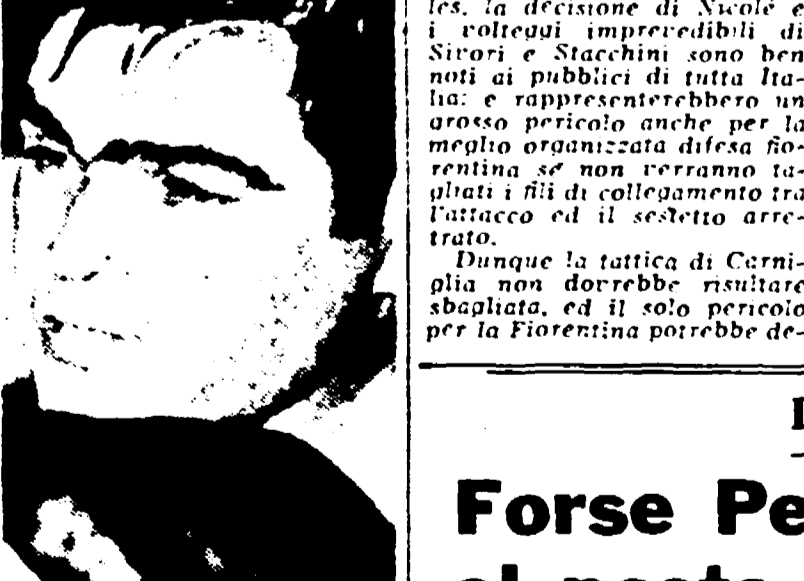 les, la decisione di Nicolè e
i volteggi imprevedibili di
Sivori e Stacchini sono ben
noti ai pubblici di tutta Ita-
lia: e rappresenterebbero un
grosso pericolo anche per la
meglio organizzata difesa fio-
rentina se non verranno ta-
gliati i fili di collegamento tra
l'attacco ed il sestetto arre-
trato.
Dunque la tattica di Carni-
glia non dovrebbe risultare
sbagliata, ed il solo pericolo
per la Fiorentina potrebbe de-
Forse Pe